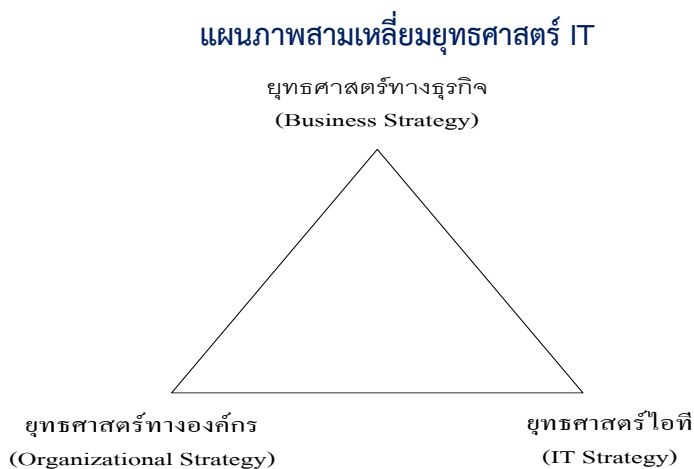 แผนภาพสามเหลี่ยมยุทธศาสตร์ IT
ยุทธศาสตร์ทางธุรกิจ
(Business Strategy)
ยุทธศาสตร์ทางองค์กร
(Organizational Strategy)
ยุทธศาสตร์ไอที
(IT Strategy)